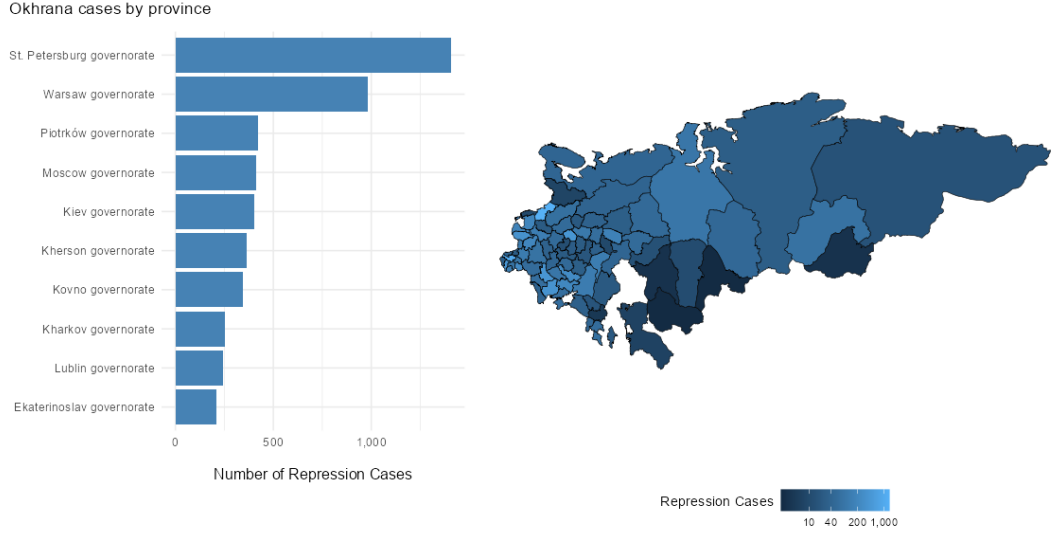 Okhrana cases by province
St. Petersburg governorate
Warsaw governorate
Piotrków governorate
Moscow governorate
Kiev governorate
Kherson governorate
Kovno governorate
Kharkov governorate
Lublin governorate
Ekaterinoslav governorate
0 500 1,000
Number of Repression Cases
Repression Cases
10 40 200 1,000